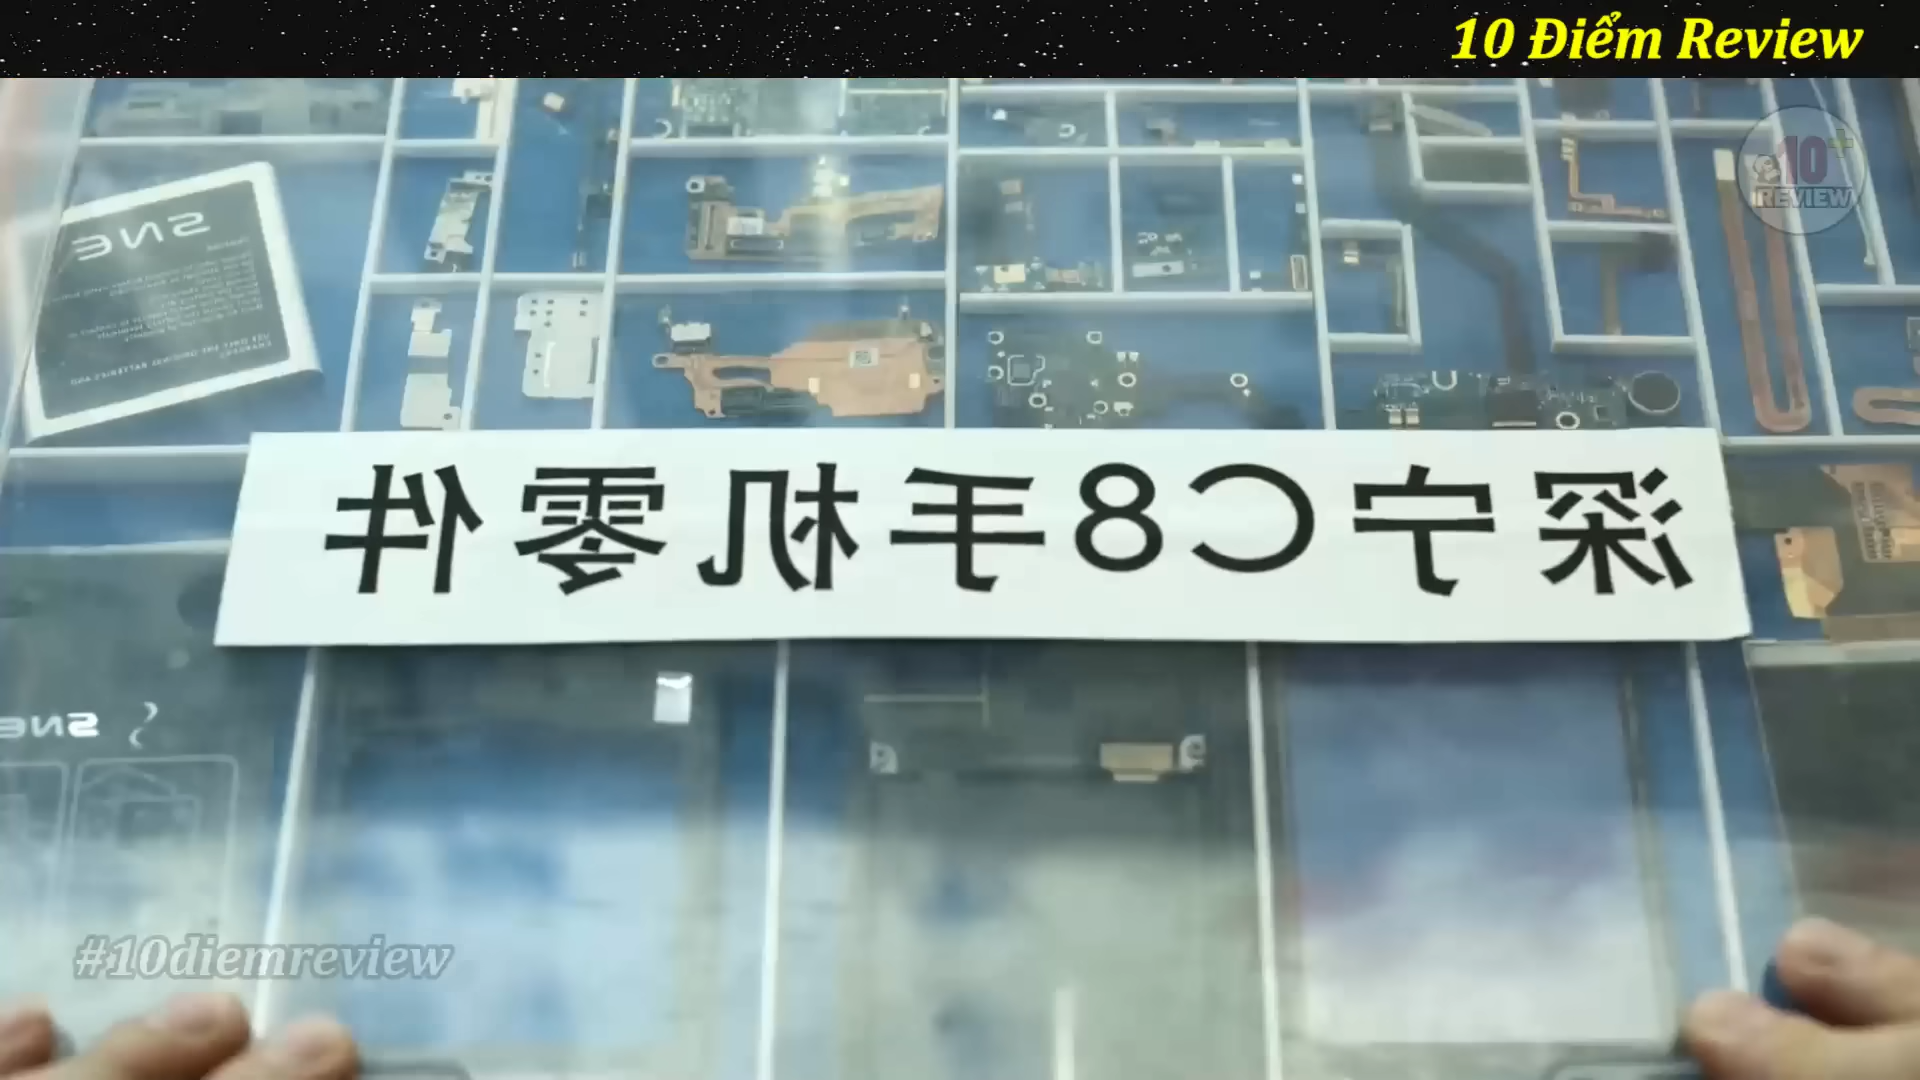 10 Điểm Review
10+
REVIEW
SNE
深宁C8手机零件
SNE
#10diemreview